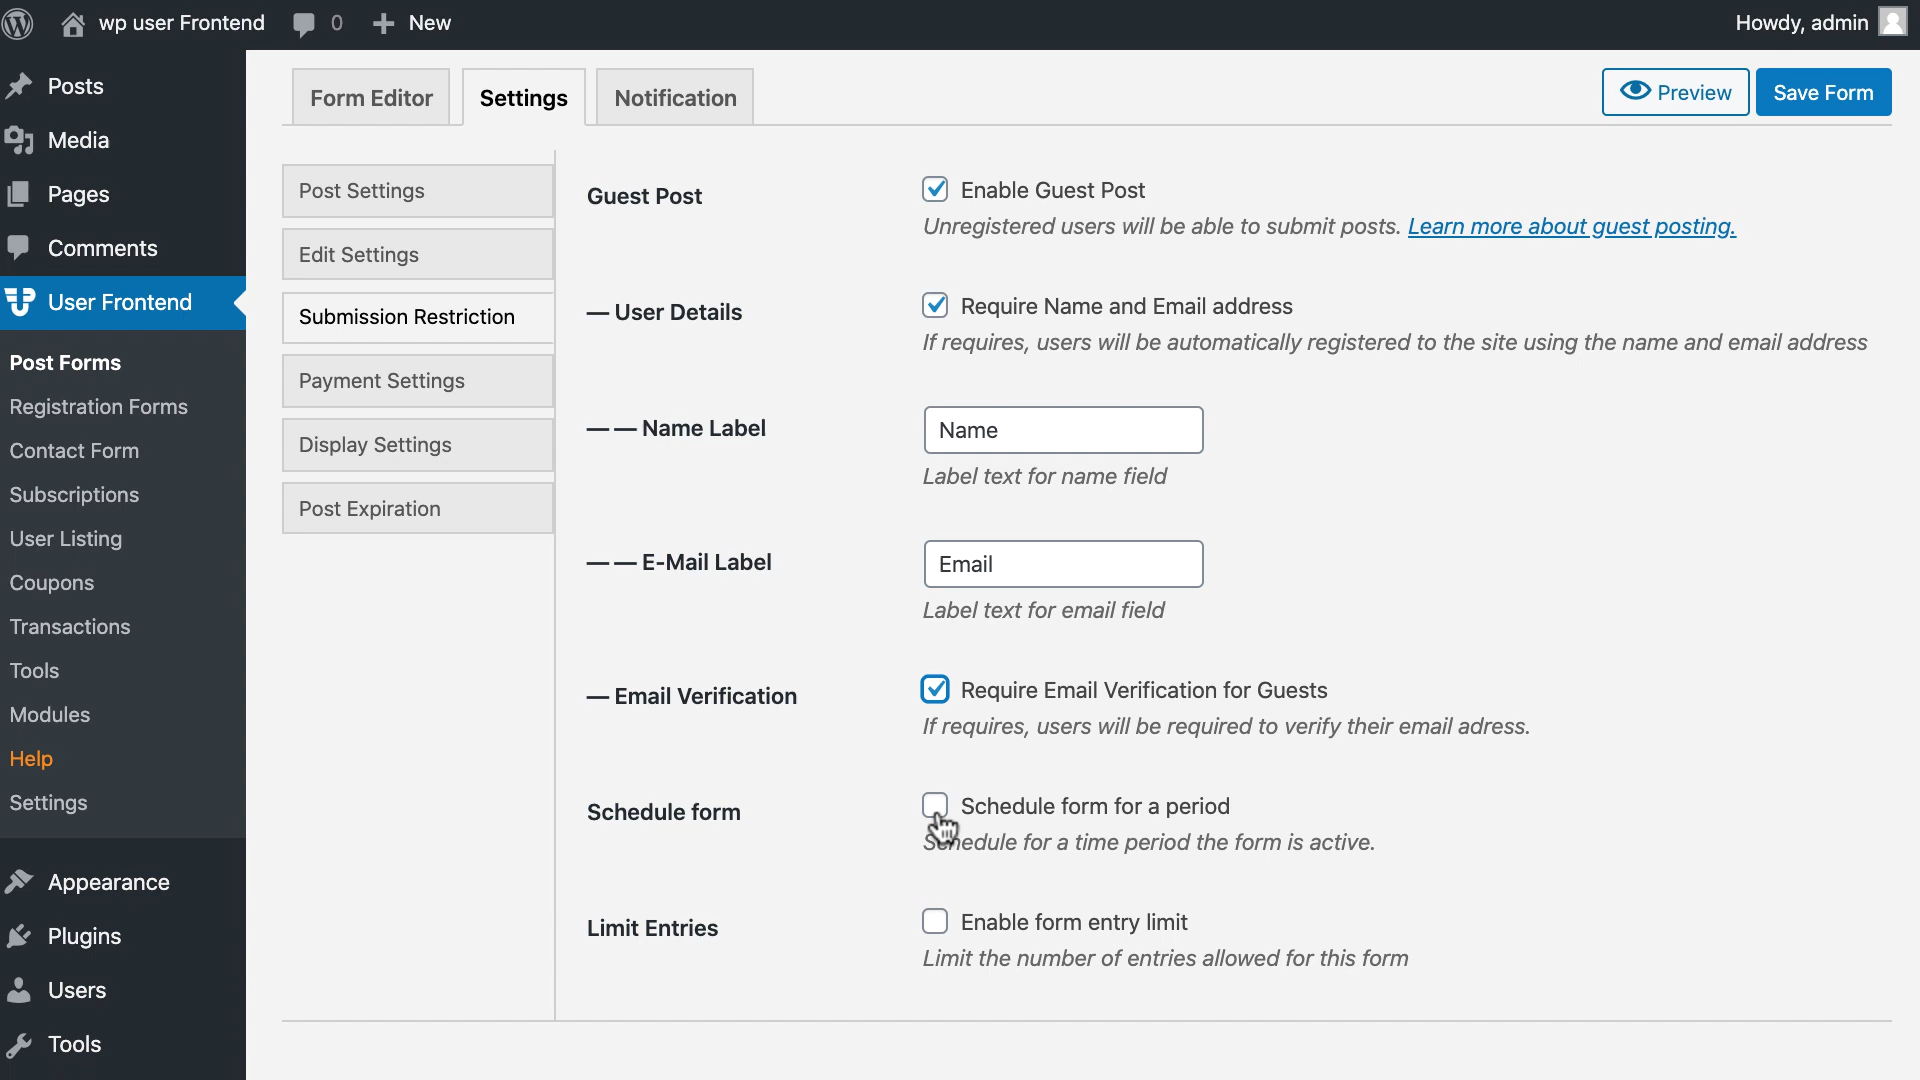 wp user Frontend 0 New Howdy, admin
Posts
Media
Pages
Comments
User Frontend
Post Forms
Registration Forms
Contact Form
Subscriptions
User Listing
Coupons
Transactions
Tools
Modules
Help
Settings
Appearance
Plugins
Users
Tools
Form Editor Settings Notification Preview Save Form
Post Settings
Edit Settings
Submission Restriction
Payment Settings
Display Settings
Post Expiration
Guest Post Enable Guest Post
Unregistered users will be able to submit posts. Learn more about guest posting.
— User Details Require Name and Email address
If requires, users will be automatically registered to the site using the name and email address
— — Name Label Name
Label text for name field
— — E-Mail Label Email
Label text for email field
— Email Verification Require Email Verification for Guests
If requires, users will be required to verify their email adress.
Schedule form Schedule form for a period
Schedule for a time period the form is active.
Limit Entries Enable form entry limit
Limit the number of entries allowed for this form